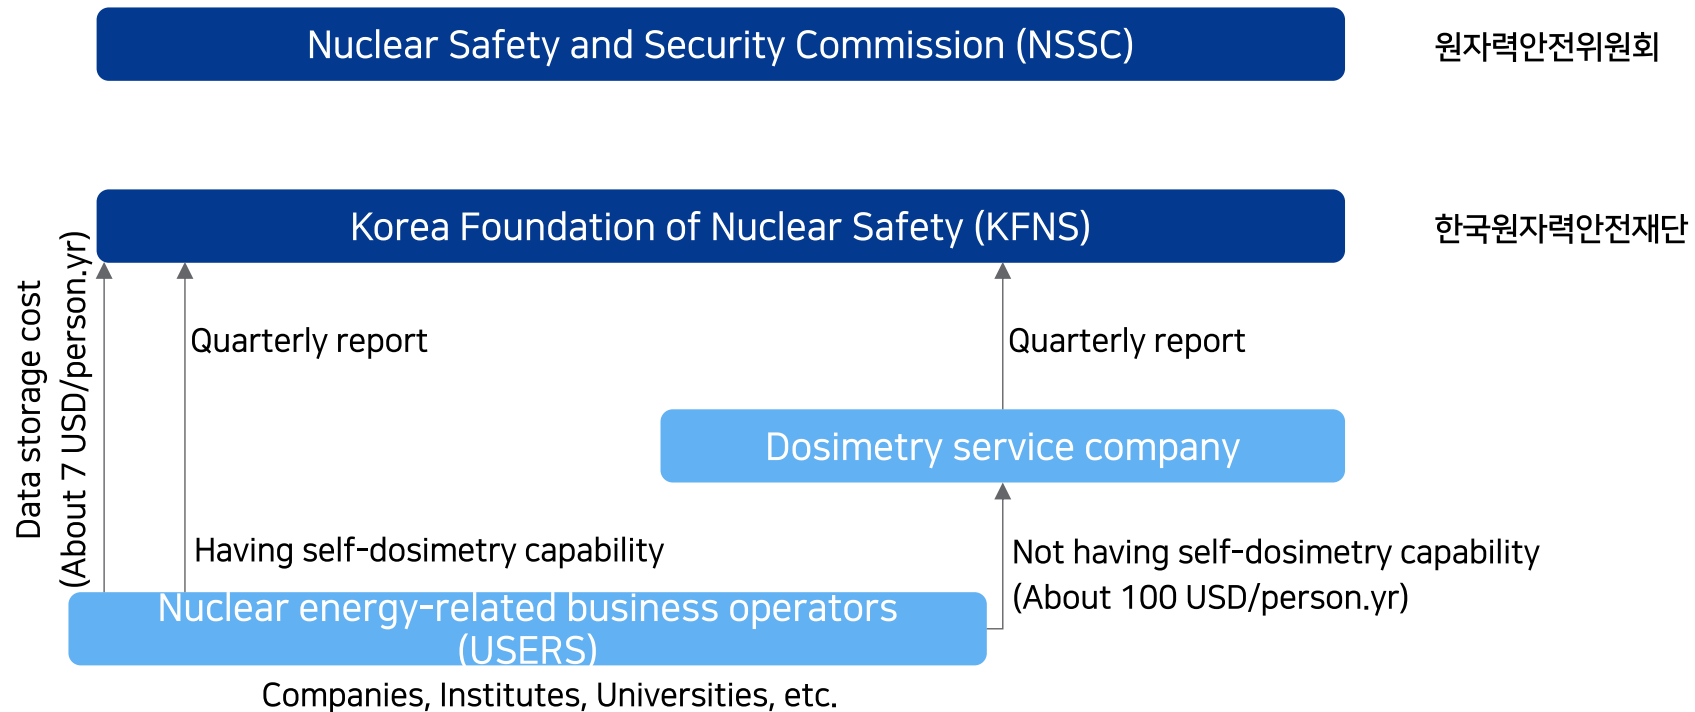 Nuclear Safety and Security Commission (NSSC)
원자력안전위원회
Korea Foundation of Nuclear Safety (KFNS)
한국원자력안전재단
Data storage cost
(About 7 USD/person.yr)
Quarterly report
Quarterly report
Dosimetry service company
Having self-dosimetry capability
Not having self-dosimetry capability
(About 100 USD/person.yr)
Nuclear energy-related business operators
(USERS)
Companies, Institutes, Universities, etc.